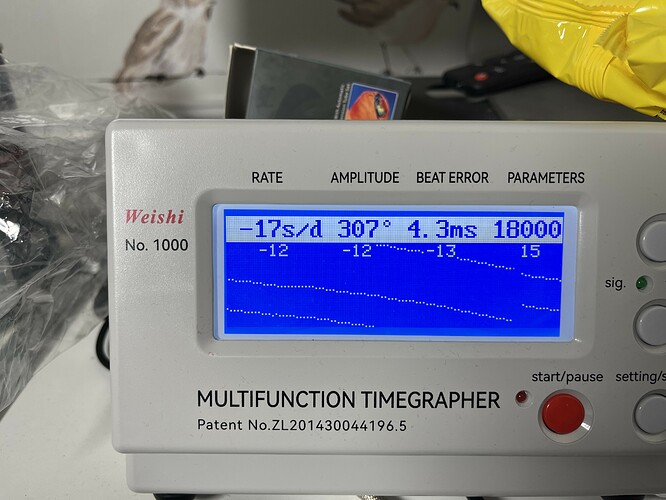 RATE AMPLITUDE BEAT ERROR PARAMETERS
Weishi
No. 1000
-17s/d 307° 4.3ms 18000
-12 -12 -13 15
sig.
start/pause setting/s
MULTIFUNCTION TIMEGRAPHER
Patent No.ZL201430044196.5